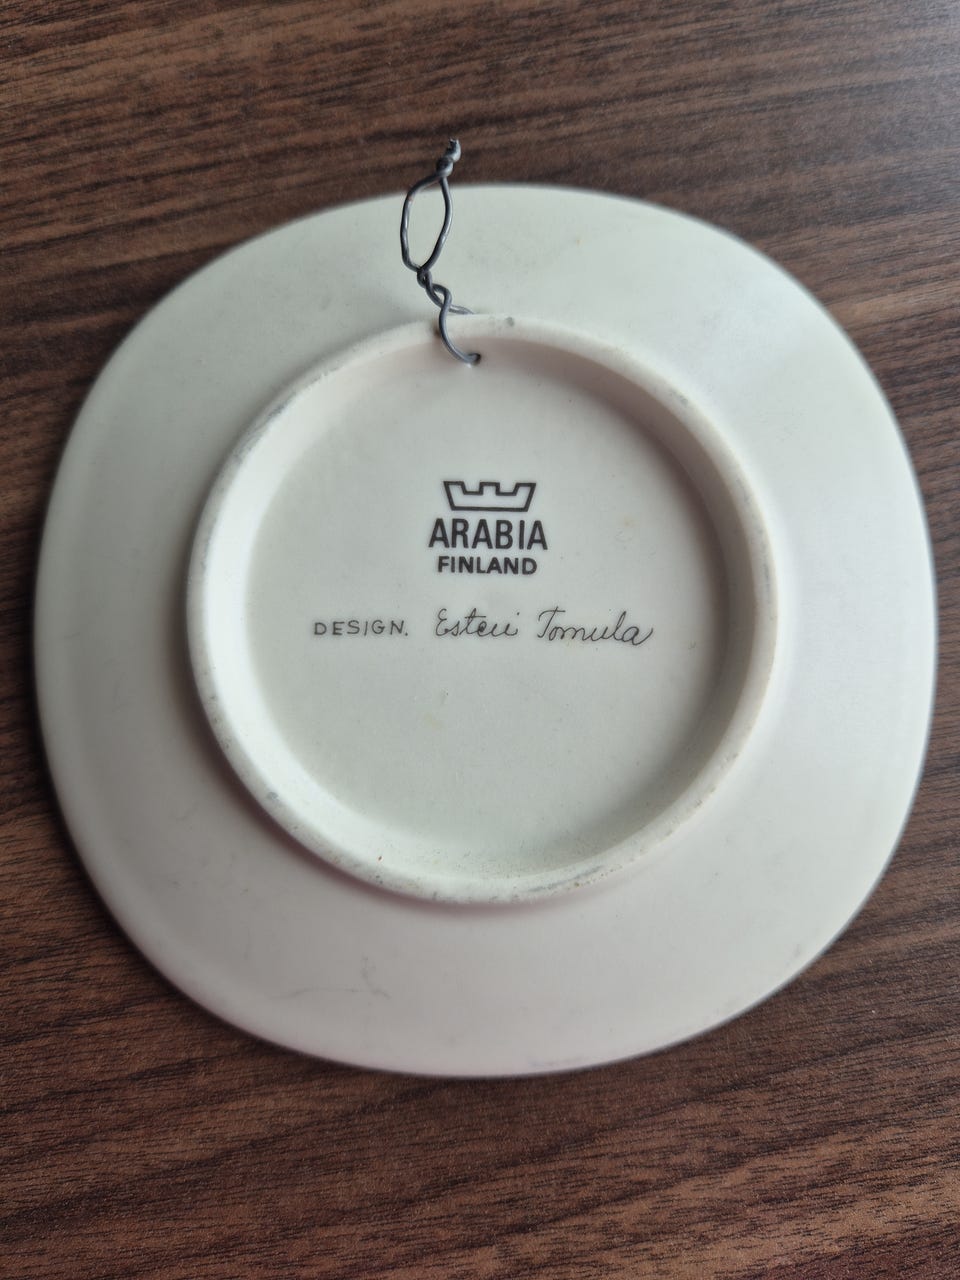 ARABIA
FINLAND
DESIGN. Esteri Tomula